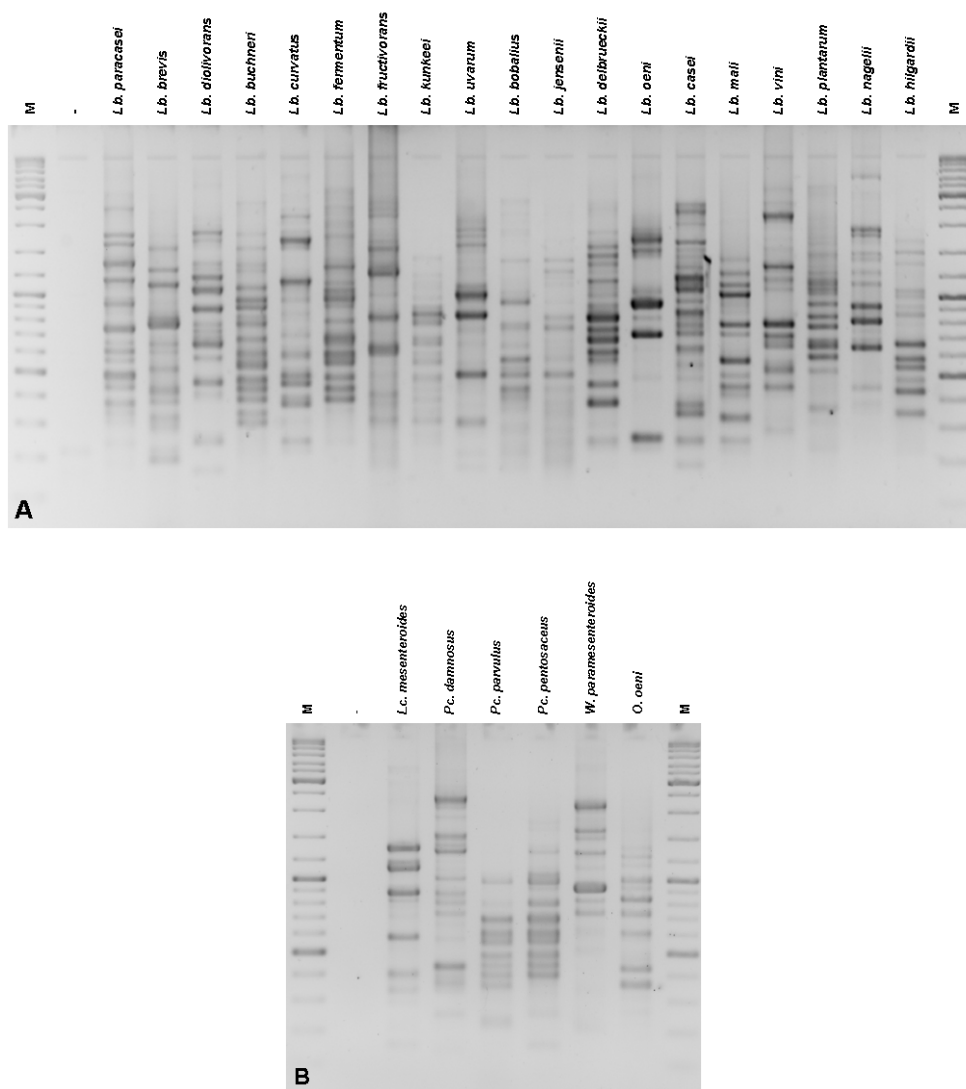 M
-
Lb. paracasei
Lb. brevis
Lb. diolivorans
Lb. buchneri
Lb. curvatus
Lb. fermentum
Lb. fructivorans
Lb. kunkeei
Lb. uvarum
Lb. bobalius
Lb. jensenii
Lb. delbrueckii
Lb. oeni
Lb. casei
Lb. mali
Lb. vini
Lb. plantarum
Lb. nagelii
Lb. hilgardii
M
A
M
-
Lc. mesenteroides
Pc. damnosus
Pc. parvulus
Pc. pentosaceus
W. paramesenteroides
O. oeni
M
B